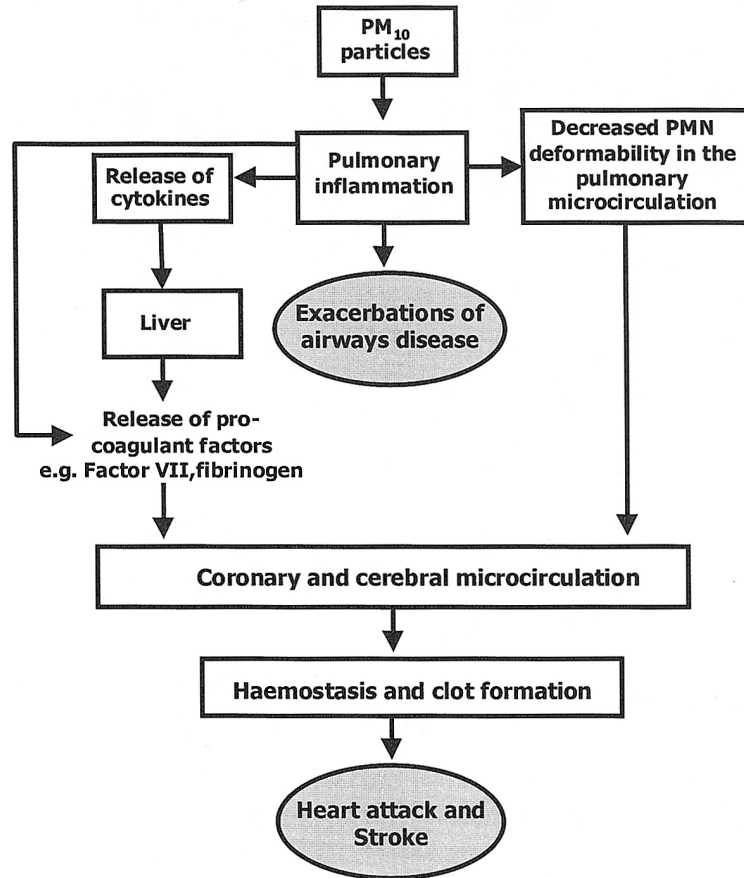 PM10
particles
Pulmonary
inflammation
Decreased PMN
deformability in the
pulmonary
microcirculation
Release of
cytokines
Liver
Exacerbations of
airways disease
Release of pro-
coagulant factors
e.g. Factor VII,fibrinogen
Coronary and cerebral microcirculation
Haemostasis and clot formation
Heart attack and
Stroke